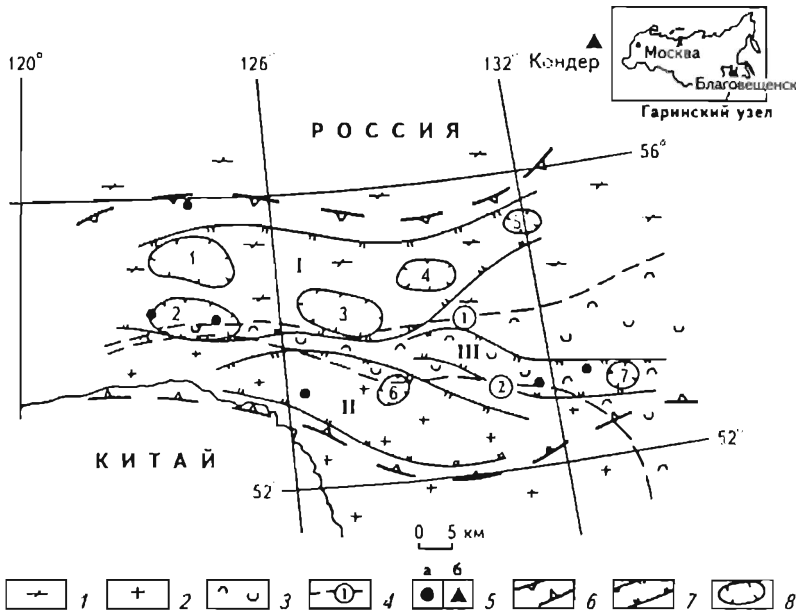 120°
126°
132°
Кондер
Москва
Благовещенск
Гаринский узел
РОССИЯ
56°
1
I
4
5
2
3
1
III
7
6
2
II
КИТАЙ
52°
52°
0 5 км
а б
1 2 3 1 4 5 6 7 8